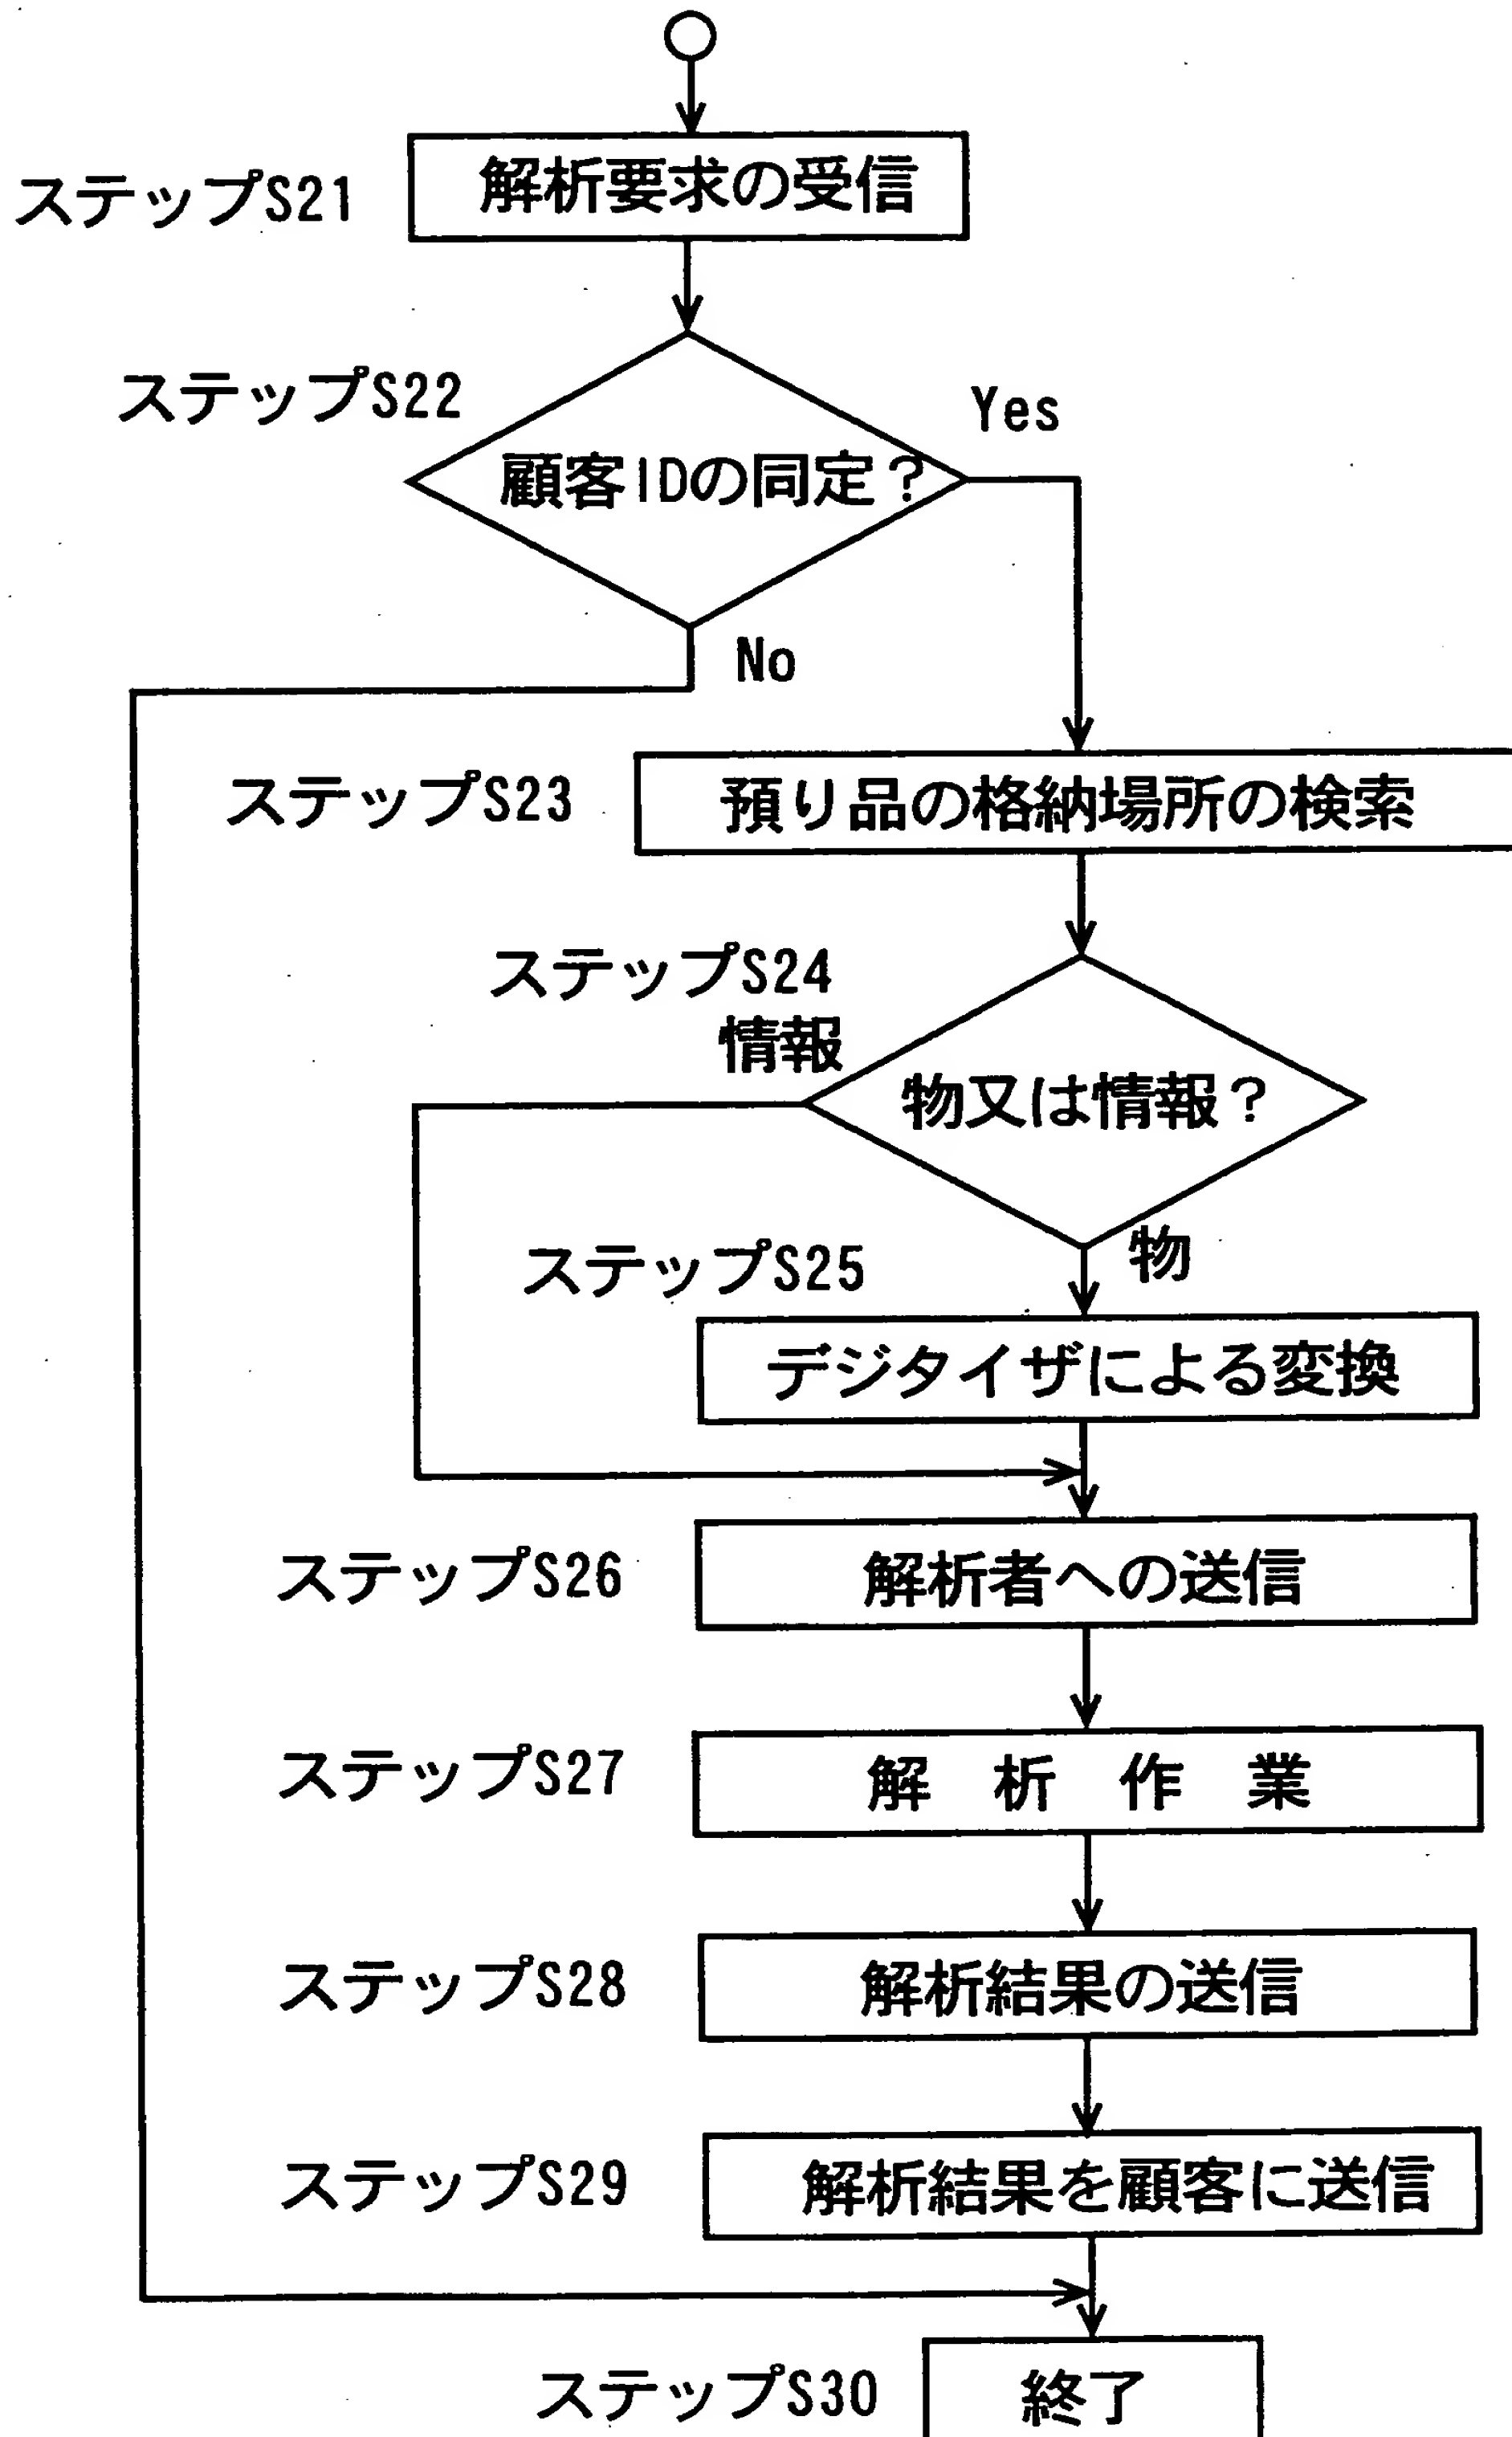 ステップS21
解析要求の受信
ステップS22
Yes
顧客IDの同定？
No
ステップS23
預り品の格納場所の検索
ステップS24
情報
物又は情報？
物
ステップS25
デジタイザによる変換
ステップS26
解析者への送信
ステップS27
解　析　作　業
ステップS28
解析結果の送信
ステップS29
解析結果を顧客に送信
ステップS30
終了